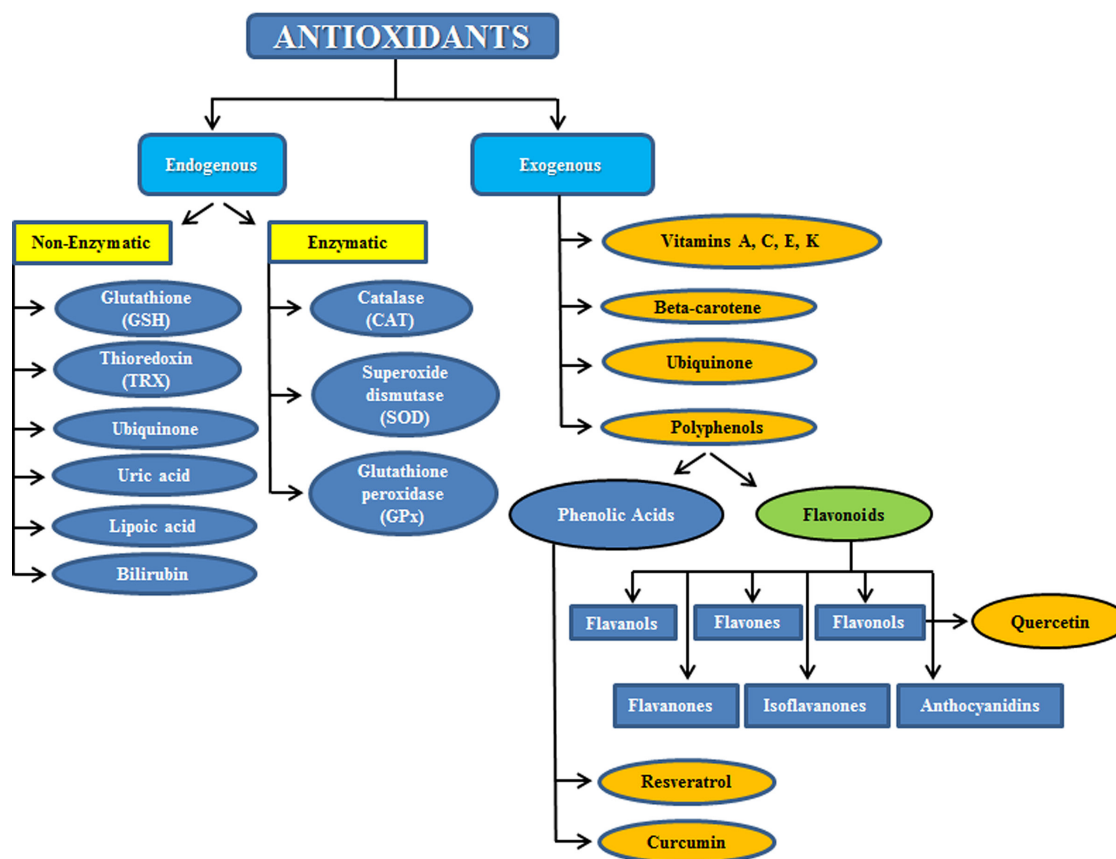 ANTIOXIDANTS
Endogenous
Exogenous
Non-Enzymatic
Enzymatic
Glutathione
(GSH)
Thioredoxin
(TRX)
Ubiquinone
Uric acid
Lipoic acid
Bilirubin
Catalase
(CAT)
Superoxide
dismutase
(SOD)
Glutathione
peroxidase
(GPx)
Vitamins A, C, E, K
Beta-carotene
Ubiquinone
Polyphenols
Phenolic Acids
Flavonoids
Flavanols
Flavones
Flavonols
Quercetin
Flavanones
Isoflavanones
Anthocyanidins
Resveratrol
Curcumin